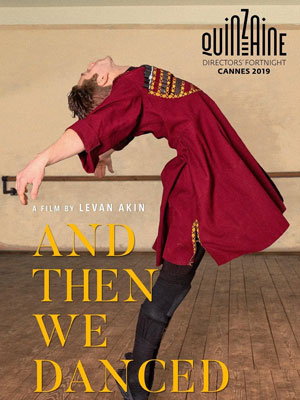 QUINZAINE
DIRECTORS' FORTNIGHT
CANNES 2019
A FILM BY LEVAN AKIN
AND
THEN
WE
DANCED